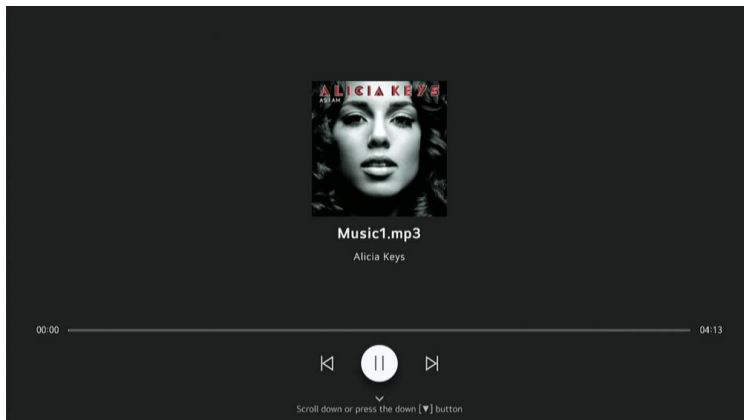 ALICIA KEYS
AS I AM
Music1.mp3
Alicia Keys
00:00
04:13
Scroll down or press the down [▼] button